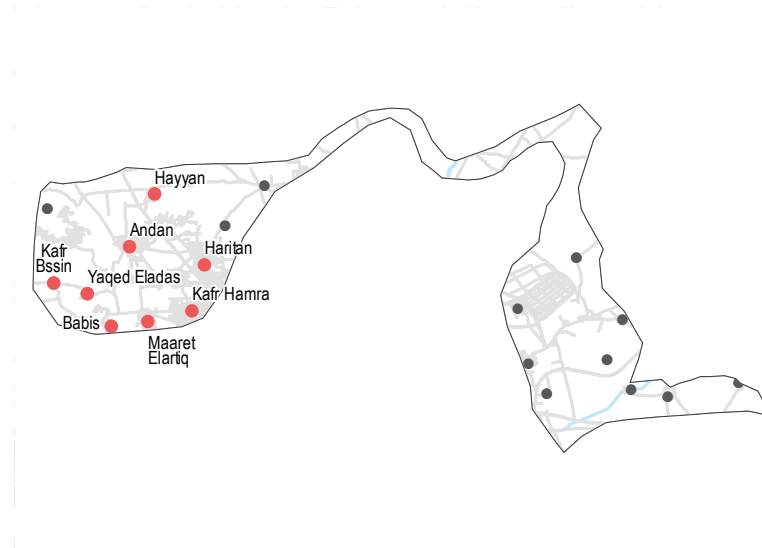 Hayyan
Andan
Haritan
Kafr
Bssin
Yaqed Eladas
Kafr Hamra
Babis
Maaret
Elartiq